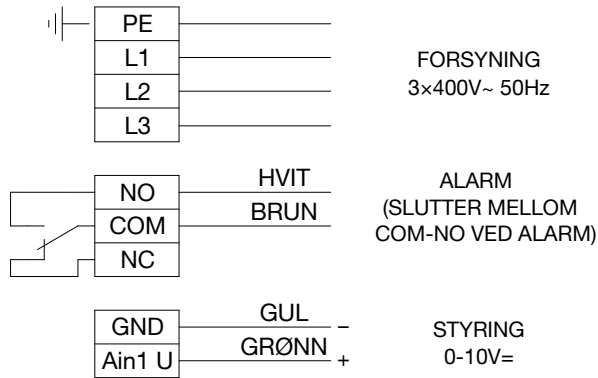 PE
L1
L2
L3
FORSYNING
3×400V~ 50Hz
NO
COM
NC
HVIT
BRUN
ALARM
(SLUTTER MELLOM
COM-NO VED ALARM)
GND
Ain1 U
GUL
–
GRØNN
+
STYRING
0-10V=